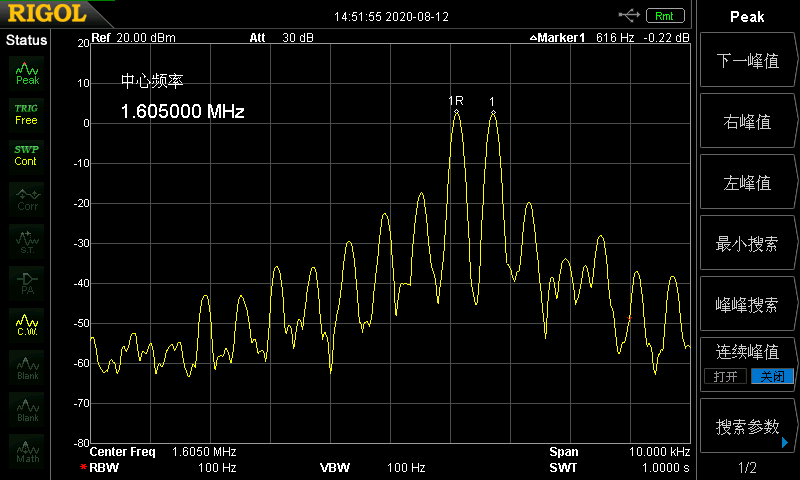 RIGOL 14:51:55 2020-08-12 Rmt Peak
Status
Ref 20.00 dBm Att 30 dB ▵Marker1 616 Hz -0.22 dB
20
10
0
-10
-20
-30
-40
-50
-60
-70
-80
中心频率
1.605000 MHz
1R 1
Peak
TRIG
Free
SWP
Cont
Corr
S.T.
PA
C.W.
Blank
Blank
Math
Center Freq 1.6050 MHz Span 10.000 kHz
*RBW 100 Hz VBW 100 Hz SWT 1.0000 s
下一峰值
右峰值
左峰值
最小搜索
峰峰搜索
连续峰值
打开 关闭
搜索参数
1/2